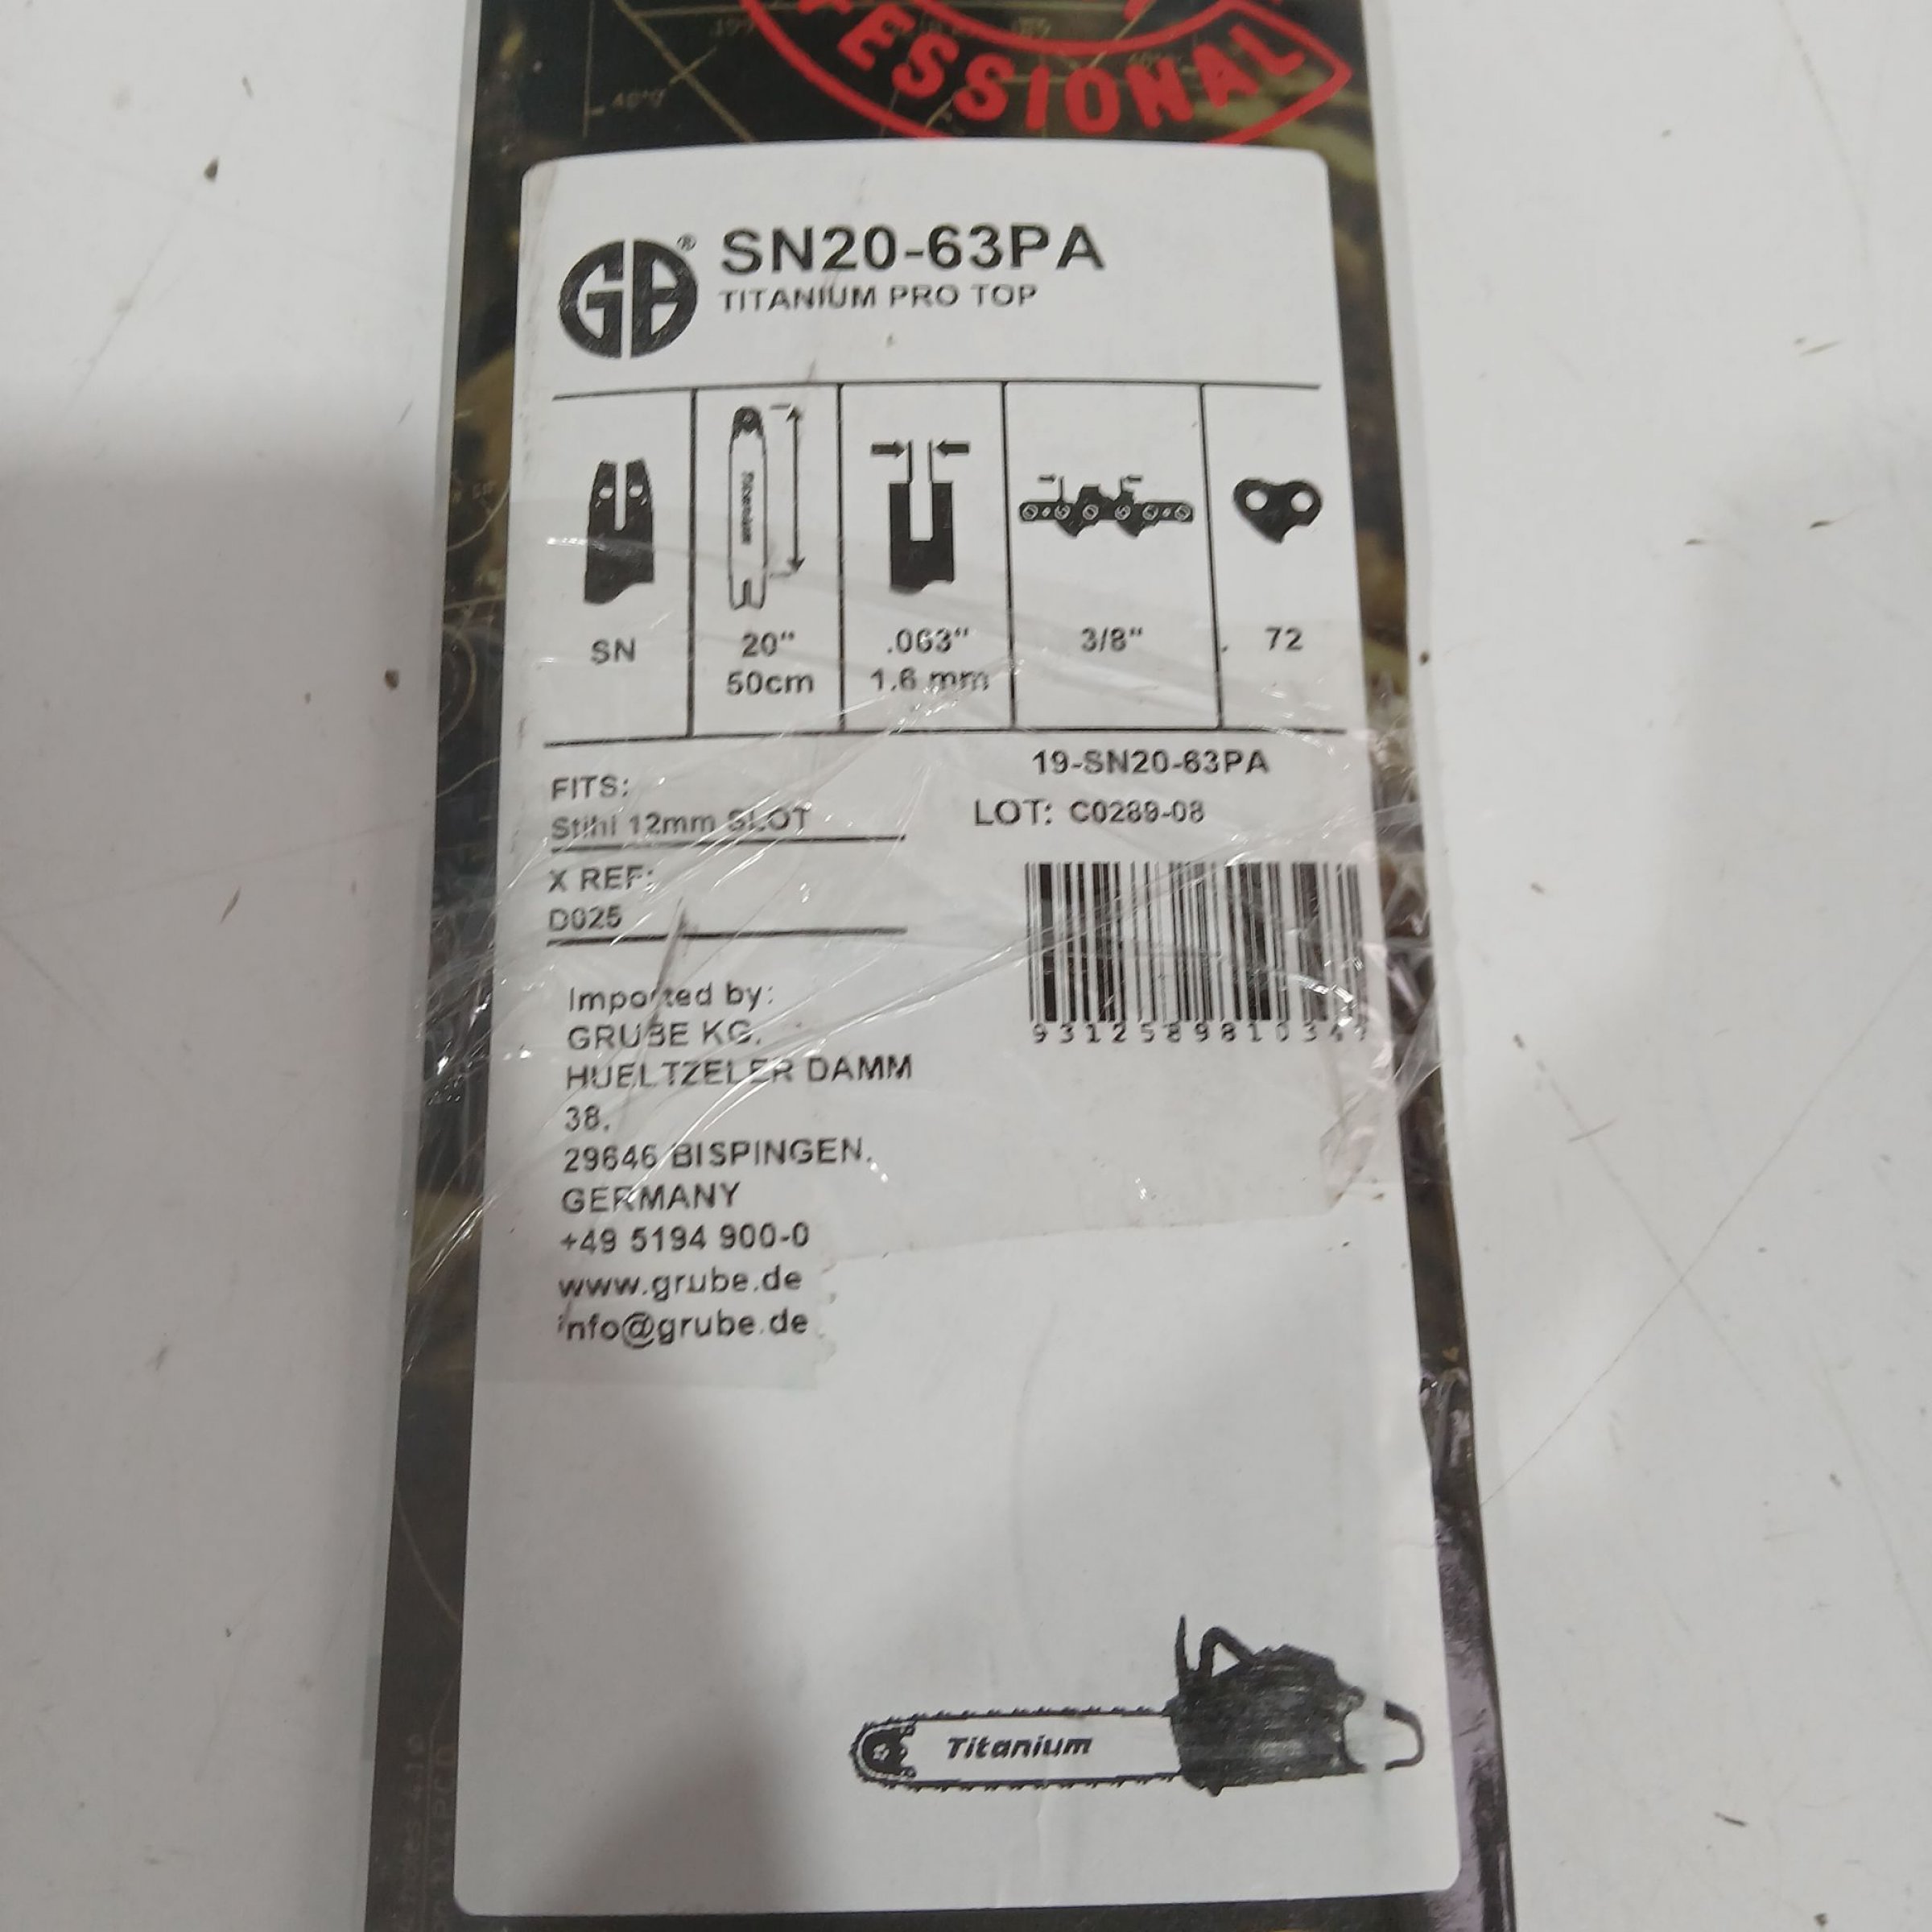 FESSIONAL
GB®
SN20-63PA
TITANIUM PRO TOP
SN
20"
50cm
.063"
1.6 mm
3/8"
72
19-SN20-63PA
LOT: C0289-08
FITS:
Stihl 12mm SLOT
X REF:
D025
9312589810347
Imported by:
GRUBE KG.
HUELTZELER DAMM
38.
29646 BISPINGEN.
GERMANY
+49 5194 900-0
www.grube.de
info@grube.de
Titanium